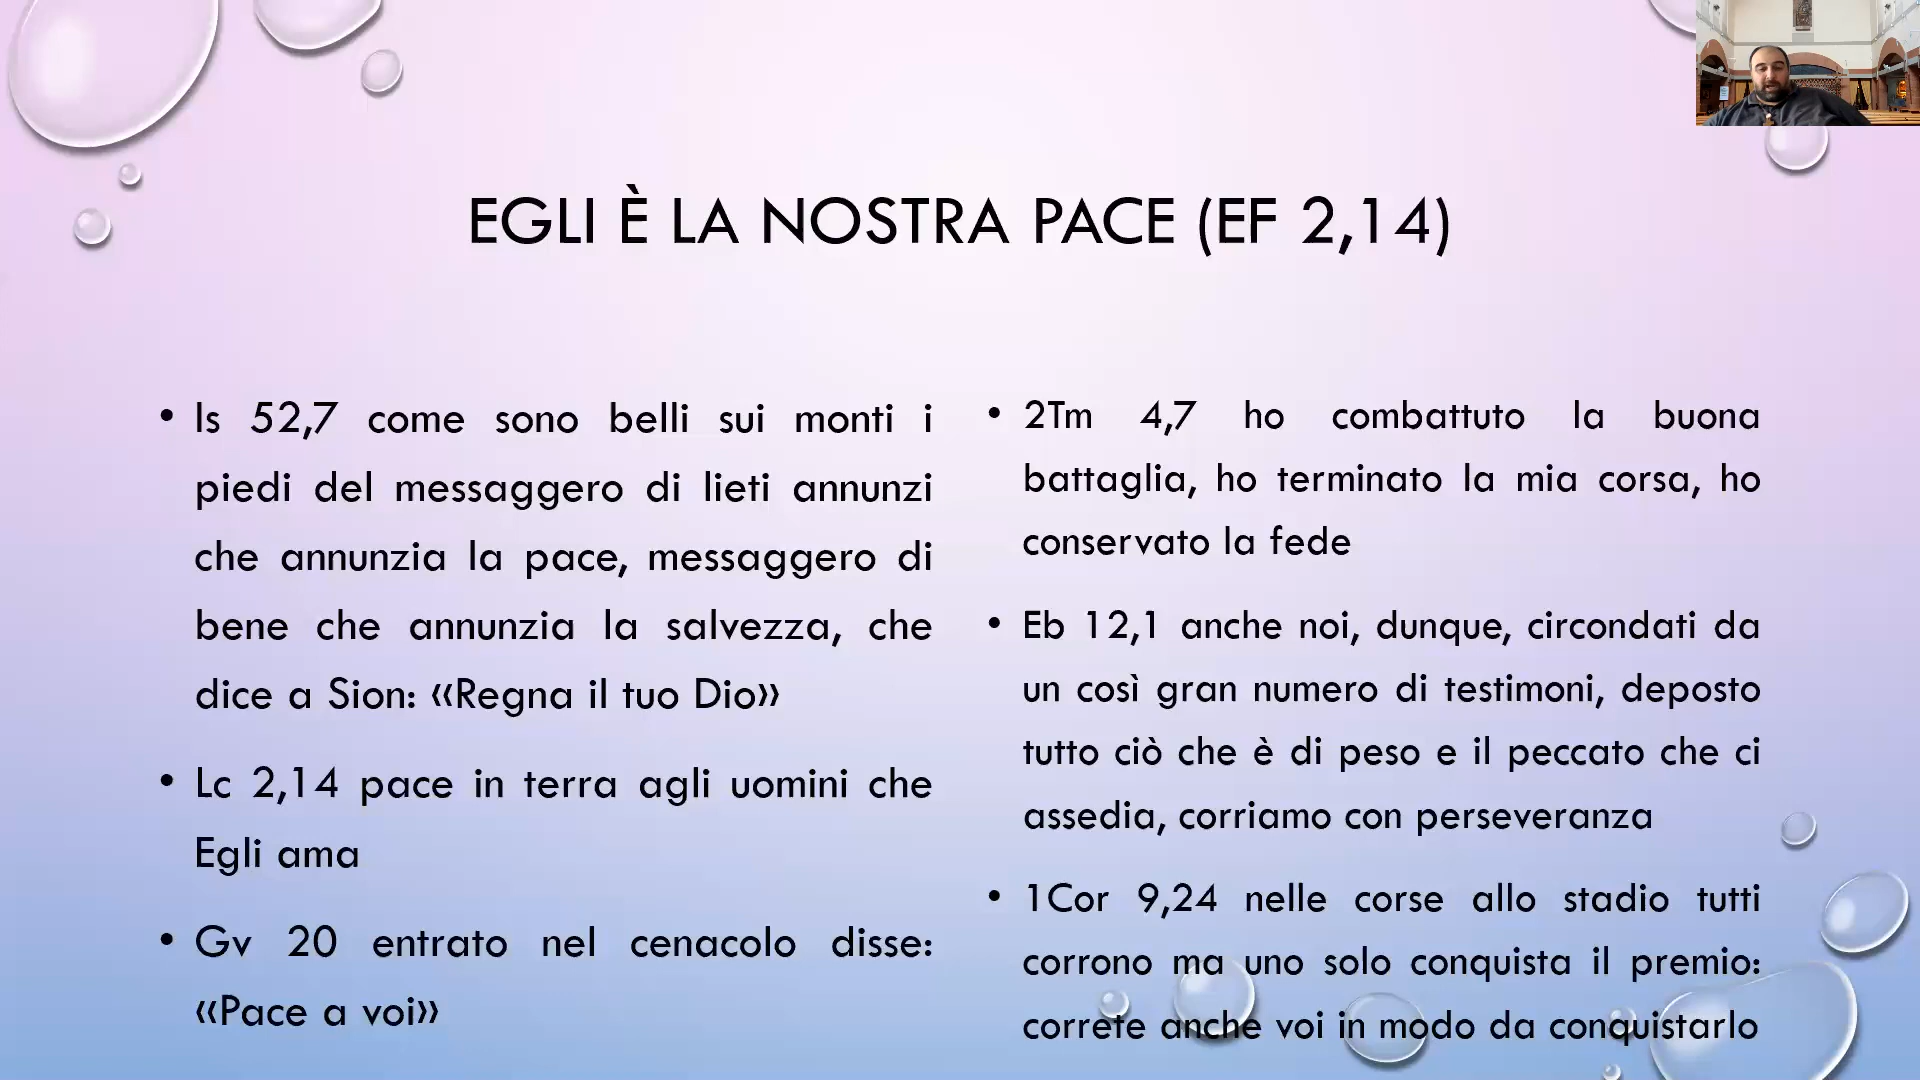 EGLI È LA NOSTRA PACE (EF 2,14)
• Is 52,7 come sono belli sui monti i
piedi del messaggero di lieti annunzi
che annunzia la pace, messaggero di
bene che annunzia la salvezza, che
dice a Sion: «Regna il tuo Dio»
• Lc 2,14 pace in terra agli uomini che
Egli ama
• Gv 20 entrato nel cenacolo disse:
«Pace a voi»
• 2Tm 4,7 ho combattuto la buona
battaglia, ho terminato la mia corsa, ho
conservato la fede
• Eb 12,1 anche noi, dunque, circondati da
un così gran numero di testimoni, deposto
tutto ciò che è di peso e il peccato che ci
assedia, corriamo con perseveranza
• 1Cor 9,24 nelle corse allo stadio tutti
corrono ma uno solo conquista il premio:
correte anche voi in modo da conquistarlo